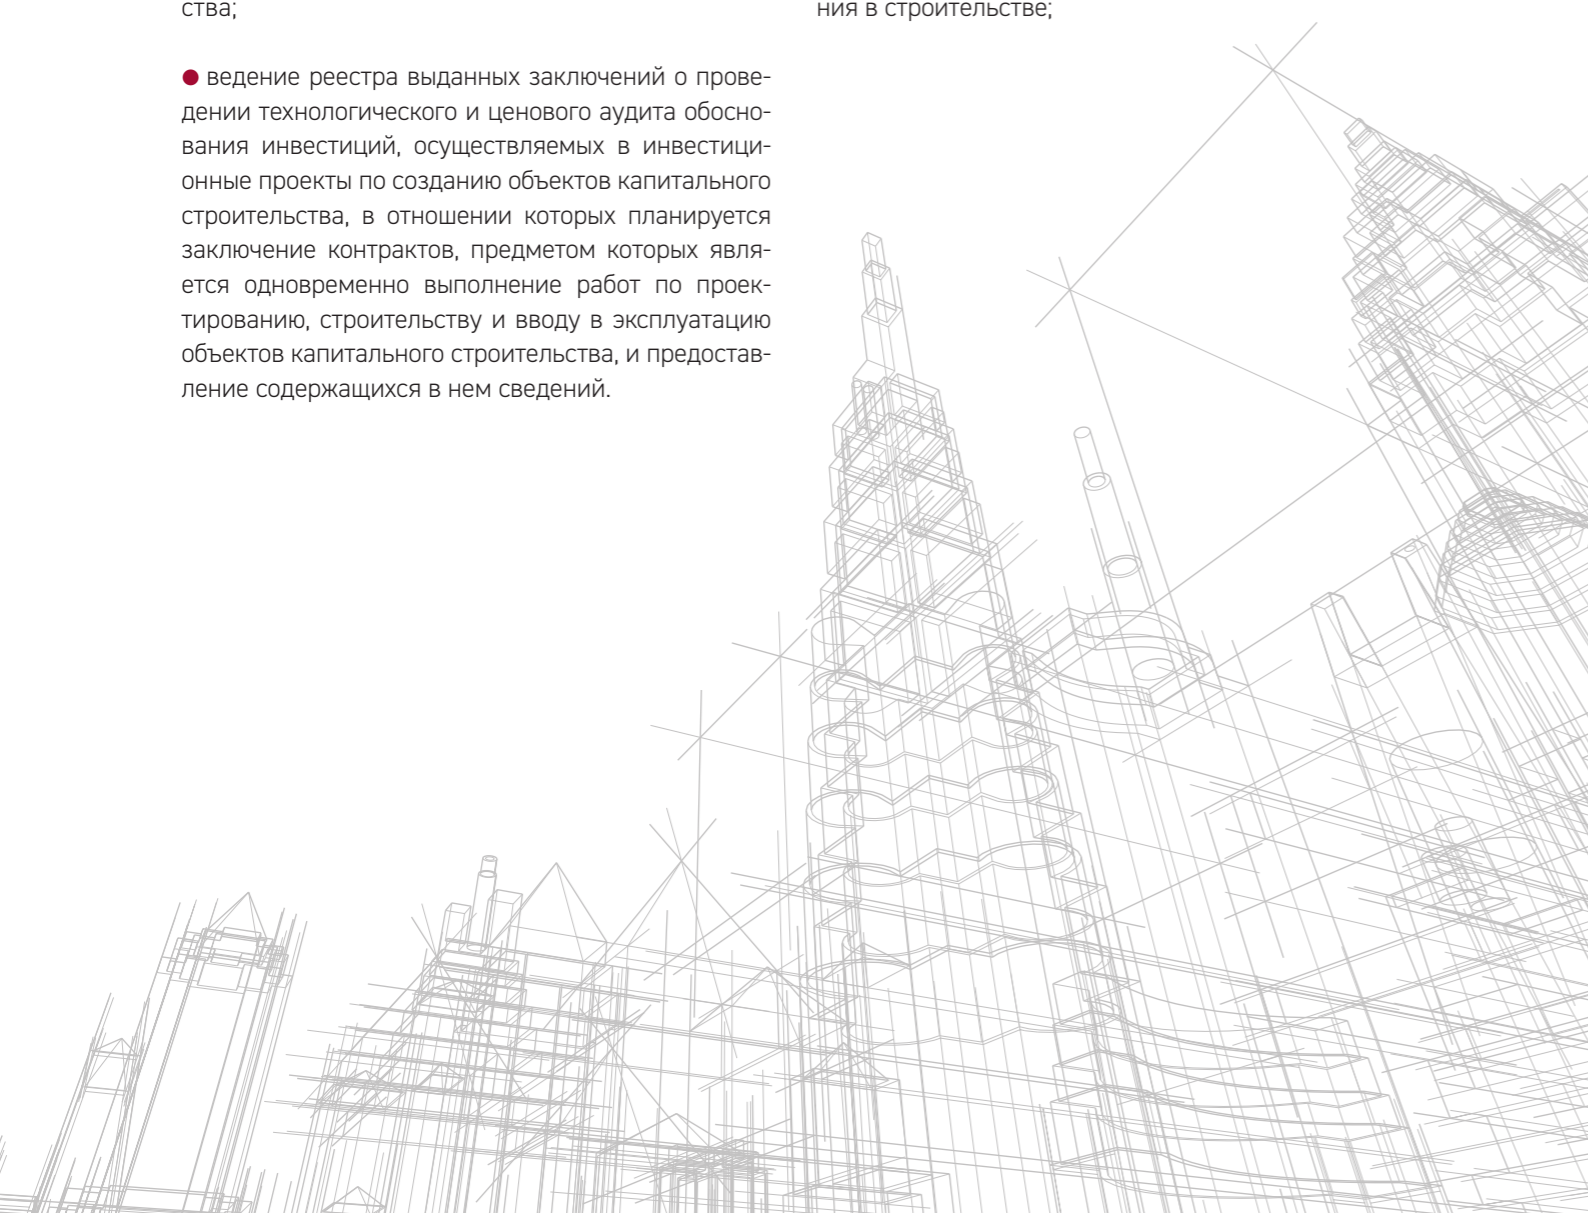 ства;
● ведение реестра выданных заключений о прове-
дении технологического и ценового аудита обосно-
вания инвестиций, осуществляемых в инвестици-
онные проекты по созданию объектов капитального
строительства, в отношении которых планируется
заключение контрактов, предметом которых явля-
ется одновременно выполнение работ по проек-
тированию, строительству и вводу в эксплуатацию
объектов капитального строительства, и предостав-
ление содержащихся в нем сведений.
ния в строительстве;